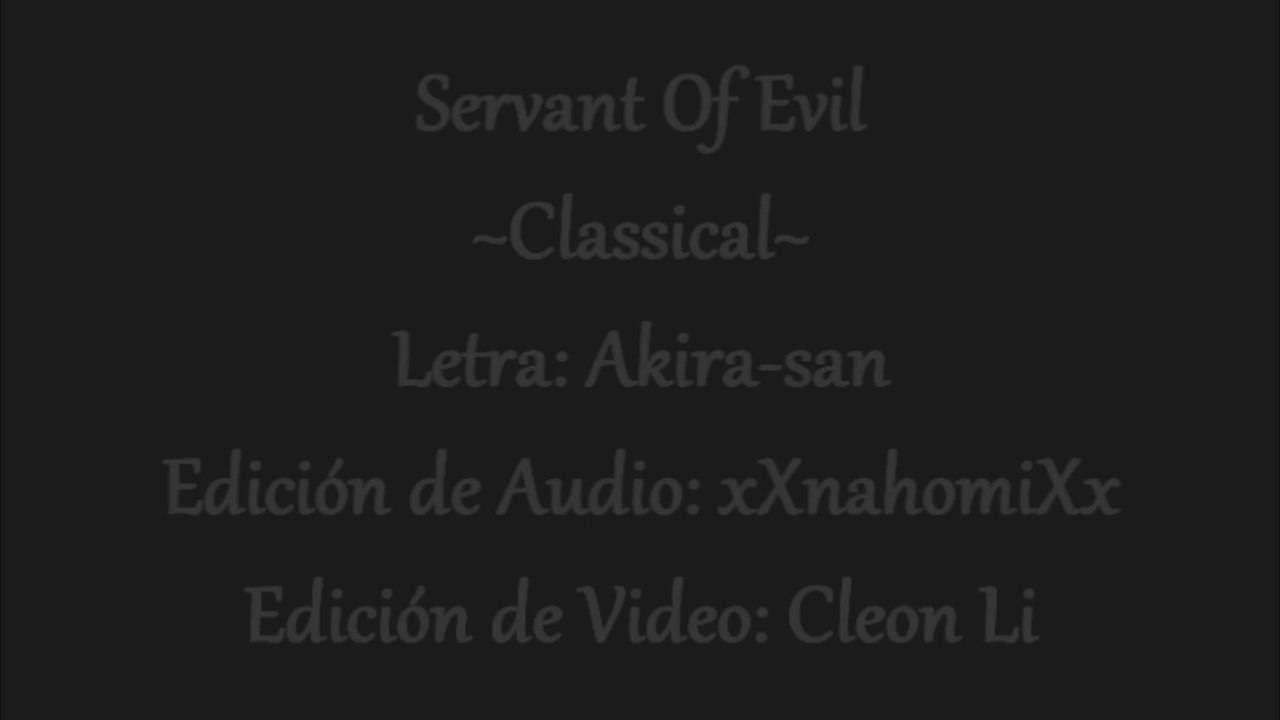 Servant Of Evil
~Classical~
Letra: Akira-san
Edición de Audio: xXnahomiXx
Edición de Video: Cleon Li